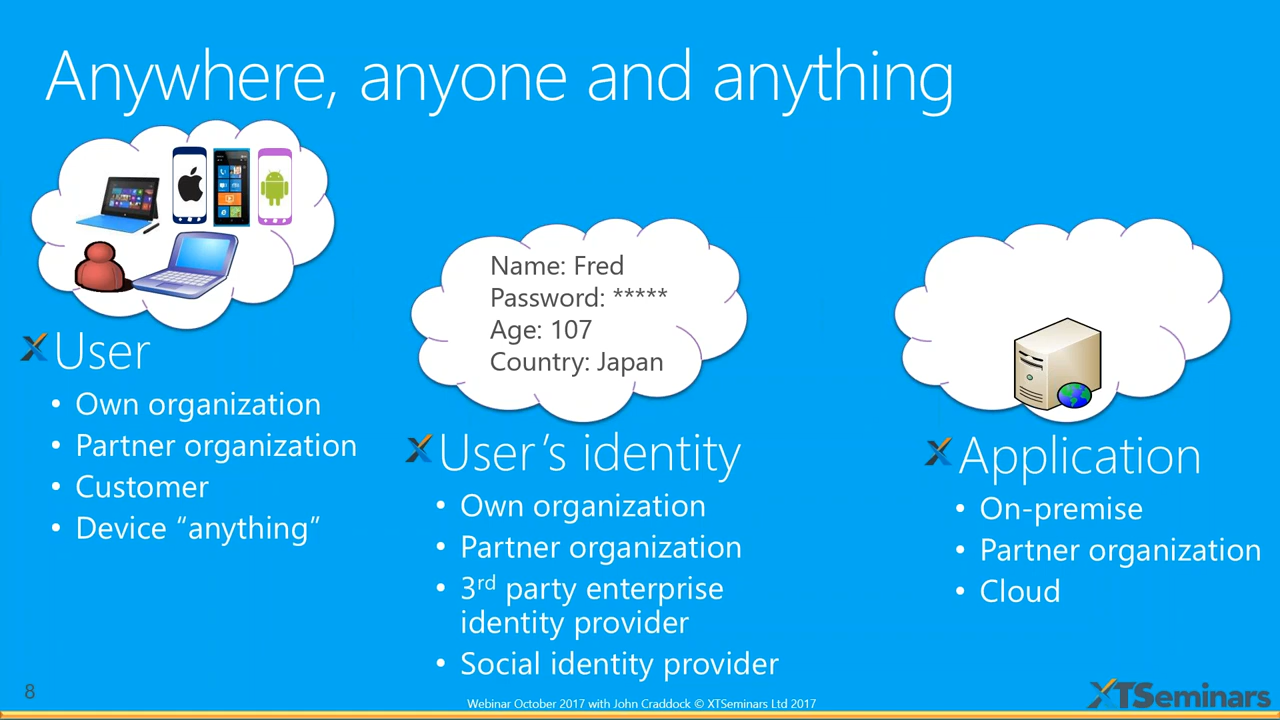 Anywhere, anyone and anything
User
• Own organization
• Partner organization
• Customer
• Device “anything”
Name: Fred
Password: *****
Age: 107
Country: Japan
User’s identity
• Own organization
• Partner organization
• 3rd party enterprise
identity provider
• Social identity provider
Application
• On-premise
• Partner organization
• Cloud
8
Webinar October 2017 with John Craddock © XTSeminars Ltd 2017
XTSeminars